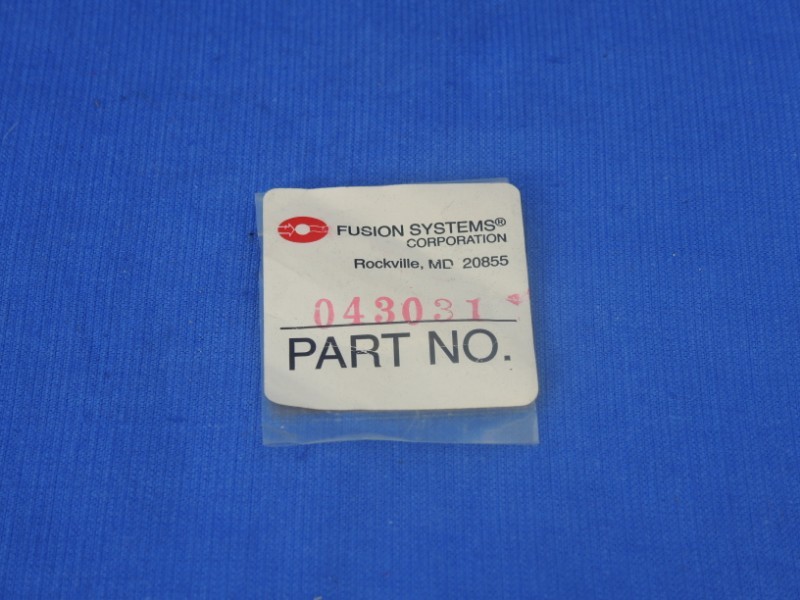 FUSION SYSTEMS®
CORPORATION
Rockville, MD 20855
043031
PART NO.